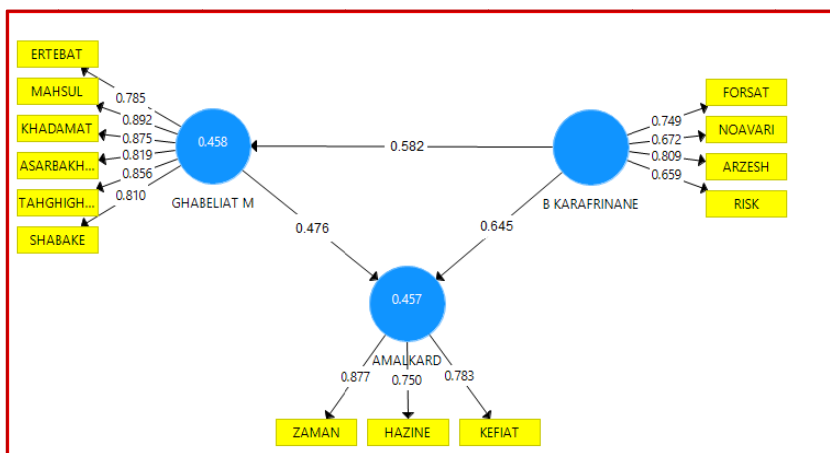 ERTEBAT
MAHSUL
KHADAMAT
ASARBAKH...
TAHGHIGH...
SHABAKE
0.785
0.892
0.875
0.819
0.856
0.810
0.458
GHABELIAT M
0.582
B KARAFRINANE
0.749
0.672
0.809
0.659
FORSAT
NOAVARI
ARZESH
RISK
0.476
0.645
0.457
AMALKARD
0.877
0.750
0.783
ZAMAN
HAZINE
KEFIAT